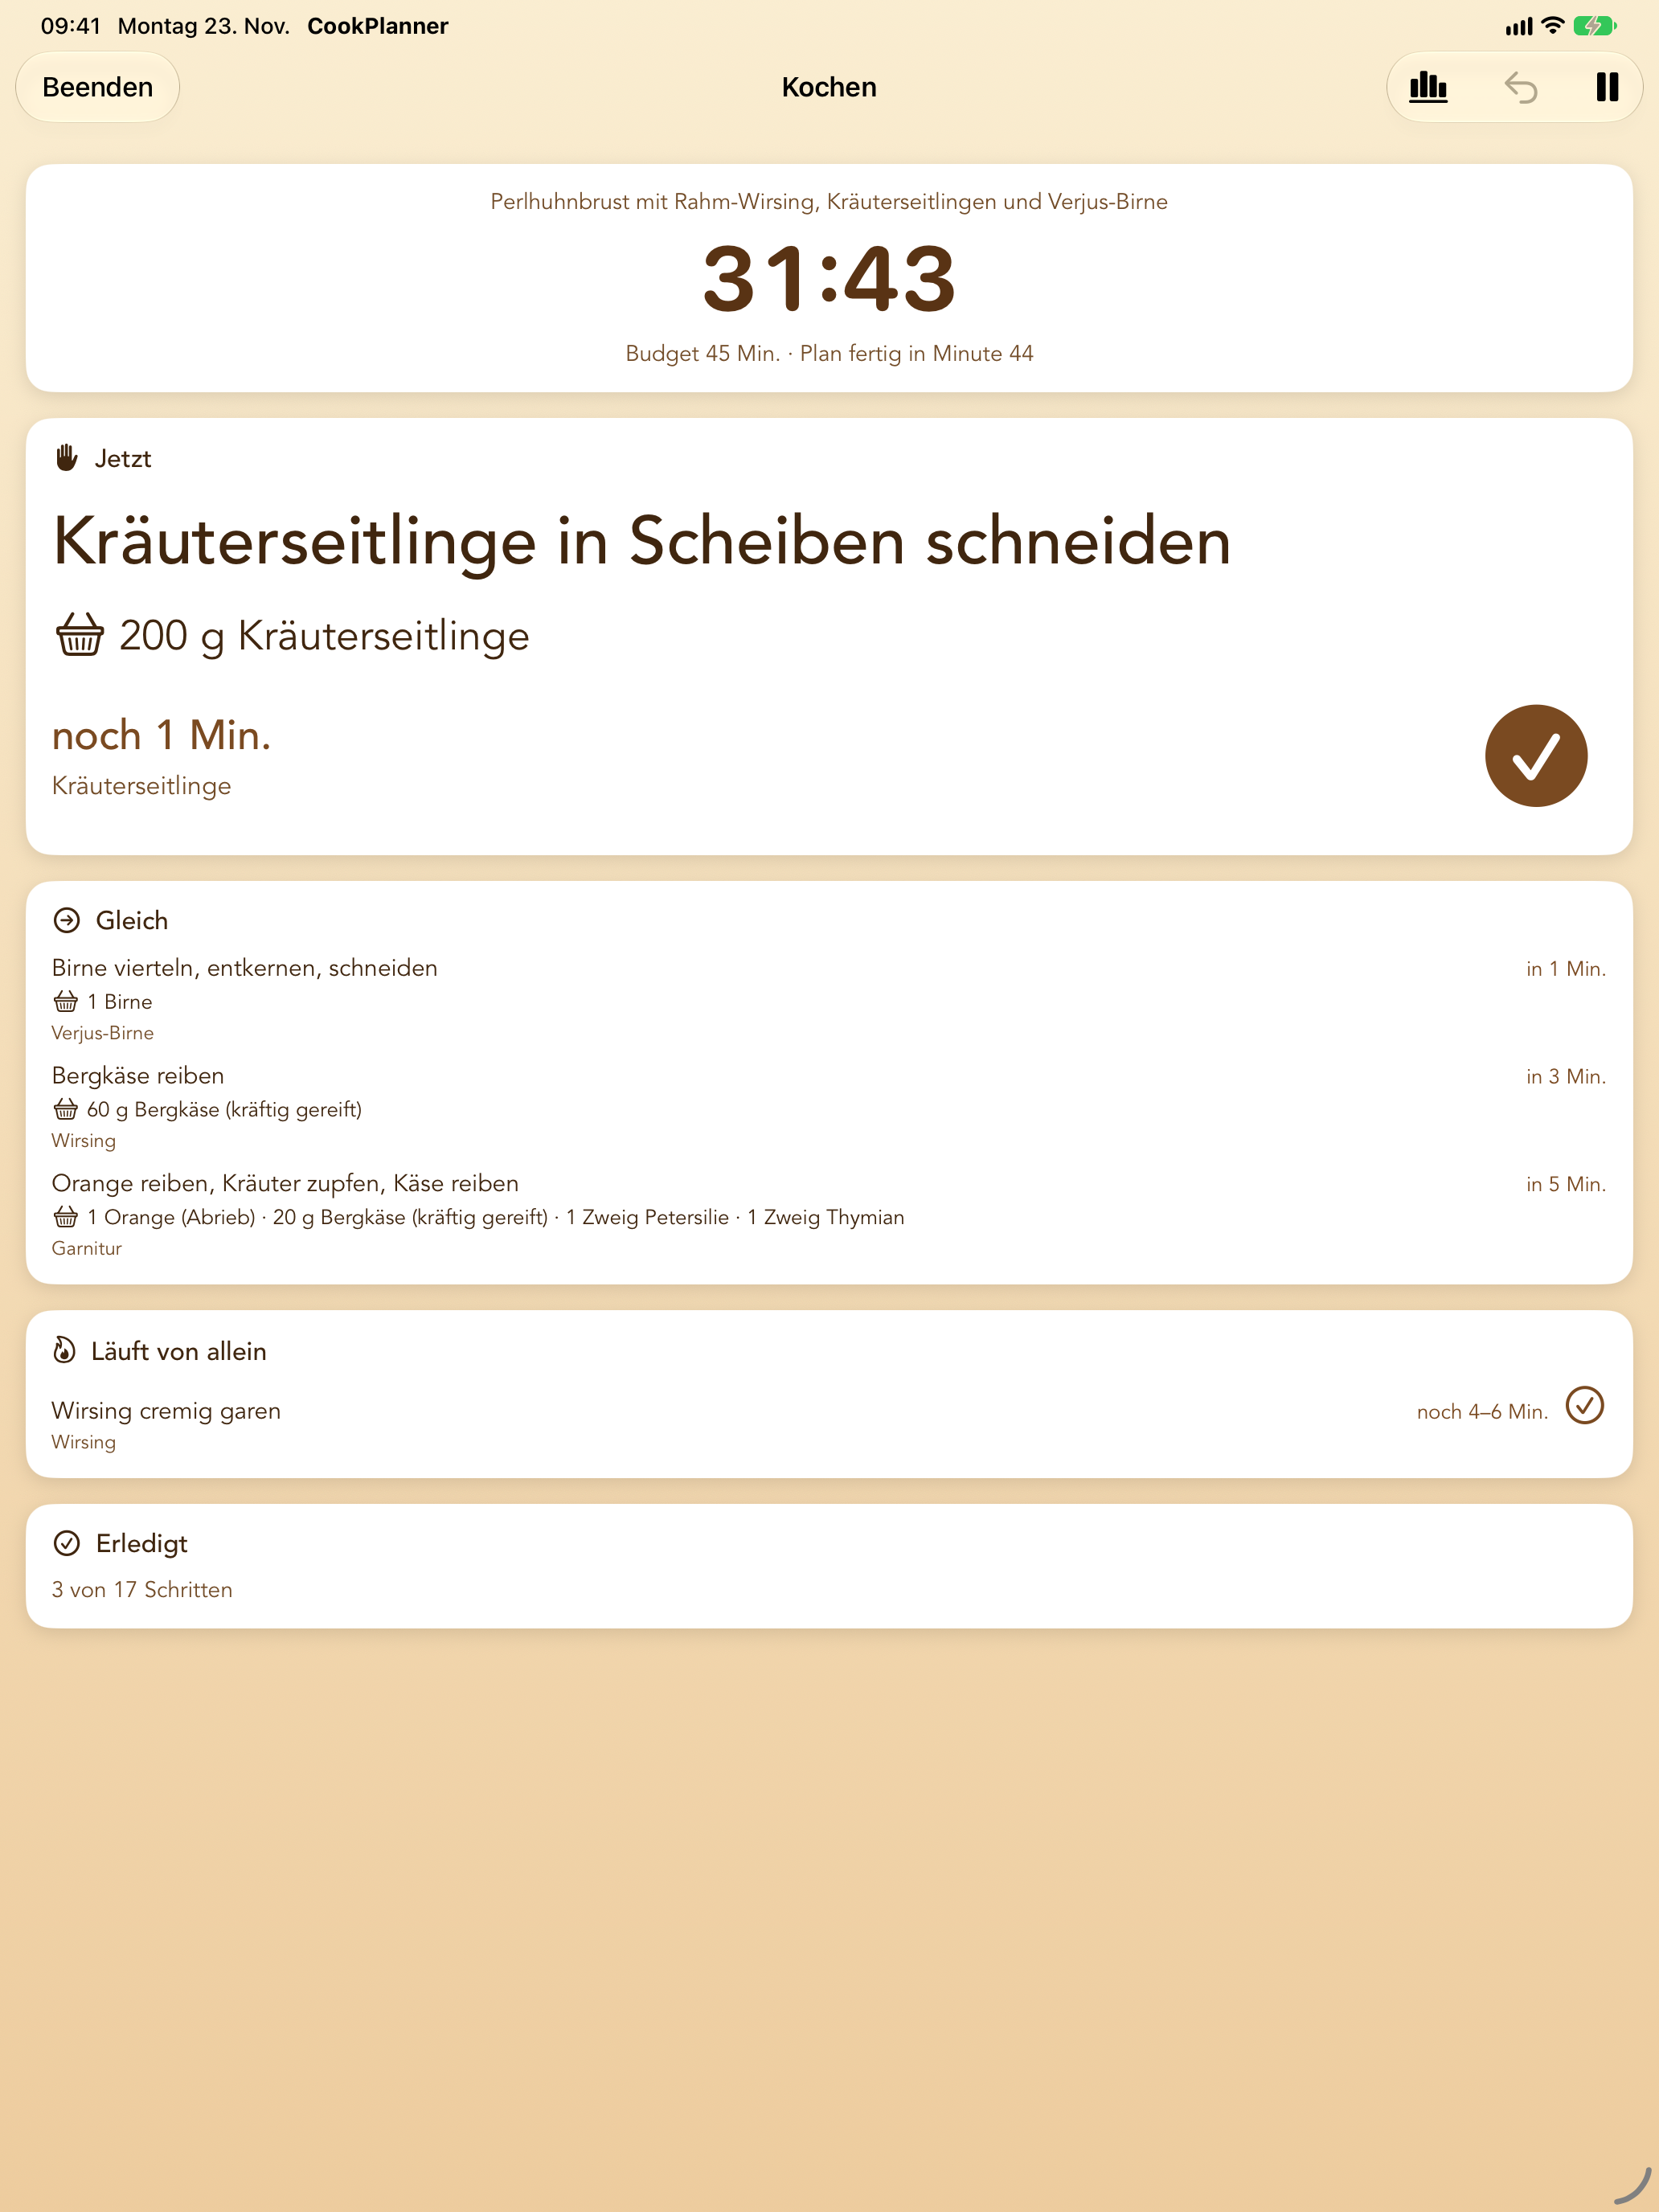 09:41 Montag 23. Nov. CookPlanner
Beenden
Kochen
Perlhuhnbrust mit Rahm-Wirsing, Kräuterseitlingen und Verjus-Birne
31:43
Budget 45 Min. · Plan fertig in Minute 44
Jetzt
Kräuterseitlinge in Scheiben schneiden
200 g Kräuterseitlinge
noch 1 Min.
Kräuterseitlinge
Gleich
Birne vierteln, entkernen, schneiden in 1 Min.
1 Birne
Verjus-Birne
Bergkäse reiben in 3 Min.
60 g Bergkäse (kräftig gereift)
Wirsing
Orange reiben, Kräuter zupfen, Käse reiben in 5 Min.
1 Orange (Abrieb) · 20 g Bergkäse (kräftig gereift) · 1 Zweig Petersilie · 1 Zweig Thymian
Garnitur
Läuft von allein
Wirsing cremig garen noch 4–6 Min.
Wirsing
Erledigt
3 von 17 Schritten